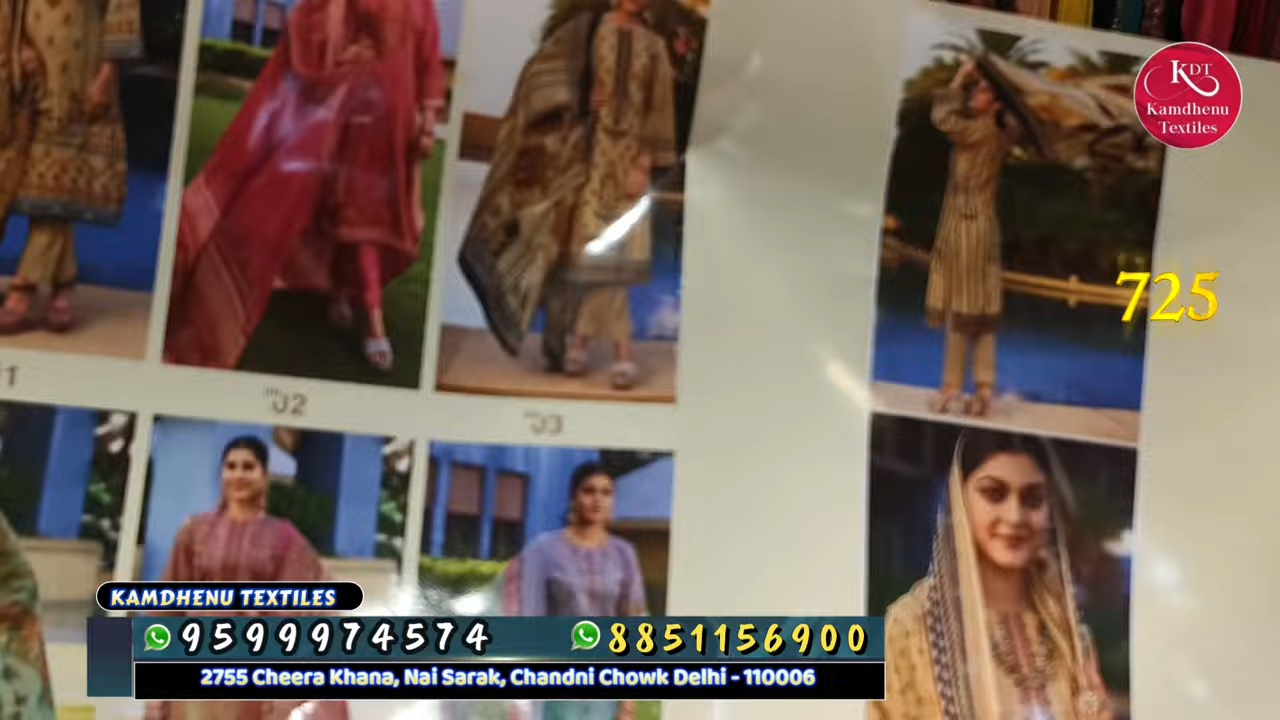 KDT
Kamdhenu
Textiles
725
02
03
KAMDHENU TEXTILES
9599974574
8851156900
2755 Cheera Khana, Nai Sarak, Chandni Chowk Delhi - 110006